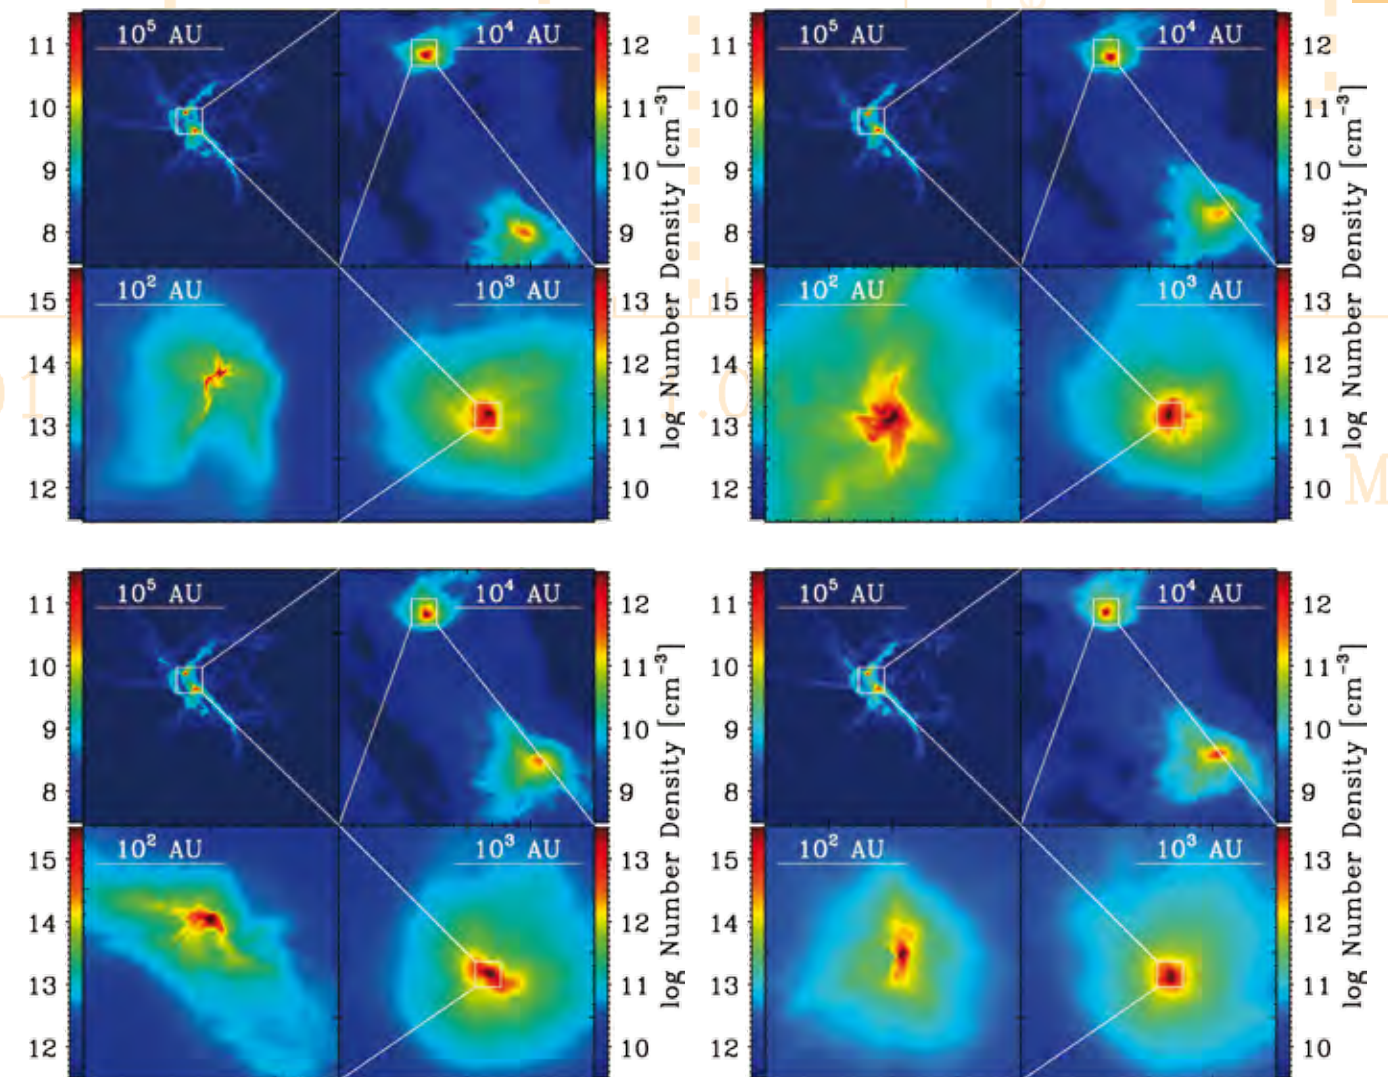 10⁵ AU 10⁴ AU 10⁵ AU 10⁴ AU
11 12 11 12
10 11 10 11
9 10 9 10
8 9 8 9
log Number Density [cm⁻³]
log Number Density [cm⁻³]
10² AU 10³ AU 10² AU 10³ AU
15 13 15 13
14 12 14 12
13 11 13 11
12 10 12 10
M
10⁵ AU 10⁴ AU 10⁵ AU 10⁴ AU
11 12 11 12
10 11 10 11
9 10 9 10
8 9 8 9
log Number Density [cm⁻³]
log Number Density [cm⁻³]
10² AU 10³ AU 10² AU 10³ AU
15 13 15 13
14 12 14 12
13 11 13 11
12 10 12 10